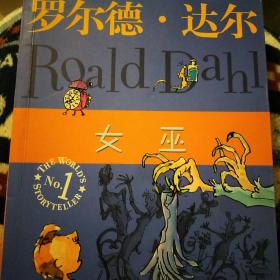 罗尔德·达尔
Roald Dahl
女巫
THE WORLD'S
No.1
STORYTELLER